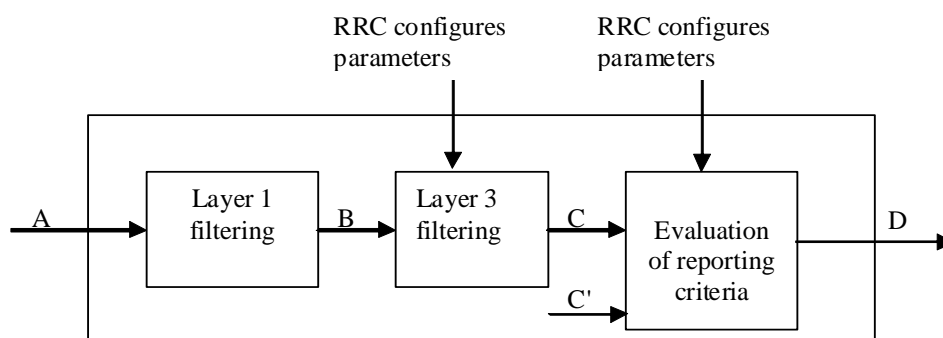 RRC configures
parameters
RRC configures
parameters
Layer 1
filtering
Layer 3
filtering
Evaluation
of reporting
criteria
A
B
C
C'
D